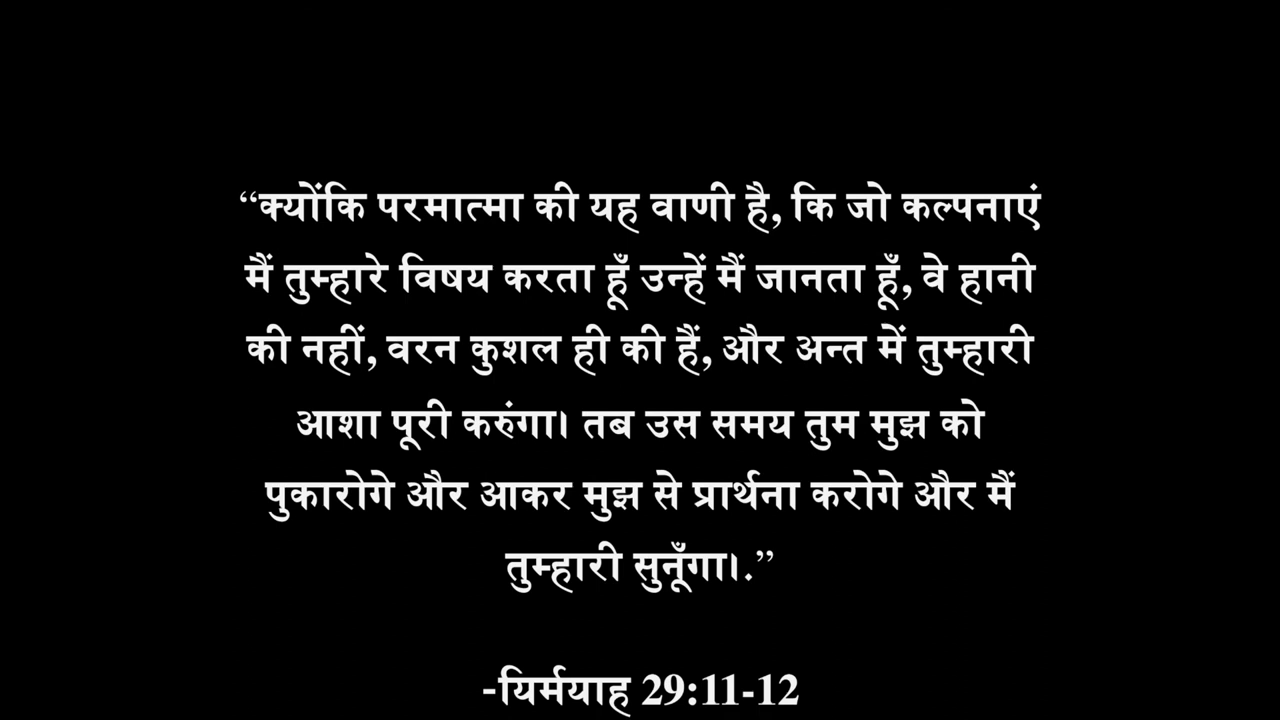 “क्योंकि परमात्मा की यह वाणी है, कि जो कल्पनाएं
मैं तुम्हारे विषय करता हूँ उन्हें मैं जानता हूँ, वे हानी
की नहीं, वरन कुशल ही की हैं, और अन्त में तुम्हारी
आशा पूरी करुंगा। तब उस समय तुम मुझ को
पुकारोगे और आकर मुझ से प्रार्थना करोगे और मैं
तुम्हारी सुनूँगा।.”
-यिर्मयाह 29:11-12